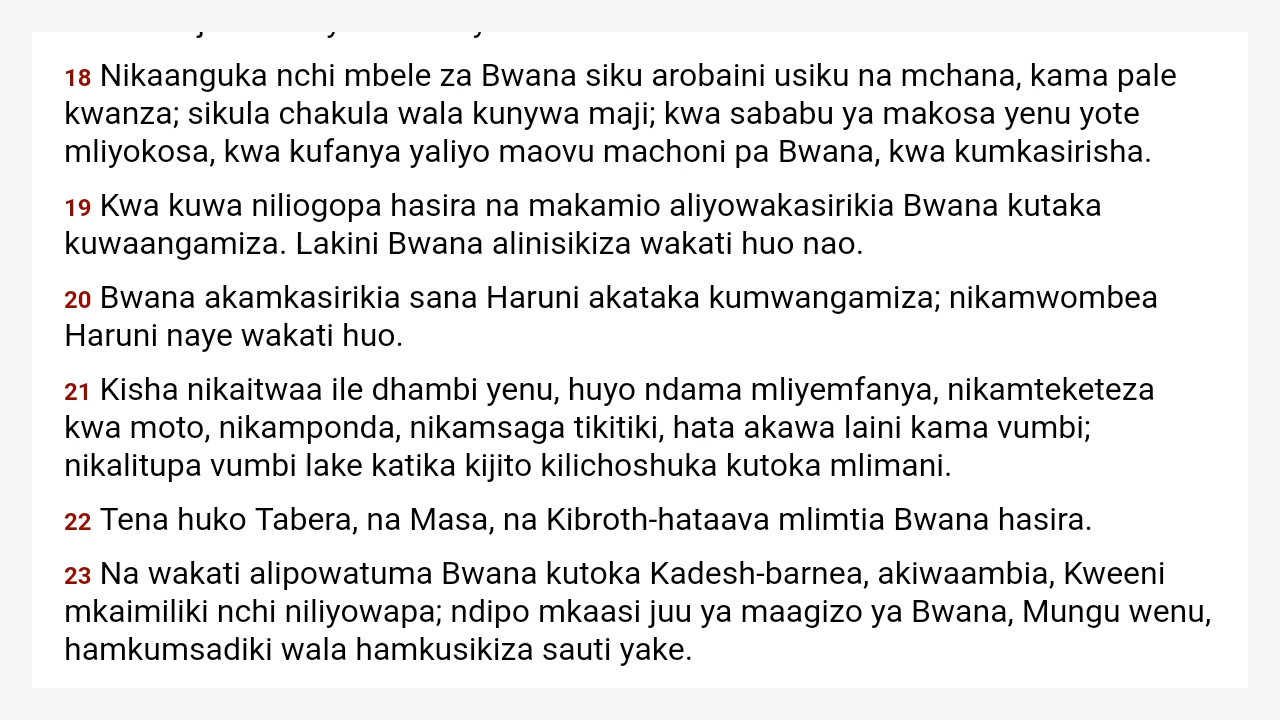 18 Nikaanguka nchi mbele za Bwana siku arobaini usiku na mchana, kama pale
kwanza; sikula chakula wala kunywa maji; kwa sababu ya makosa yenu yote
mliyokosa, kwa kufanya yaliyo maovu machoni pa Bwana, kwa kumkasirisha.
19 Kwa kuwa niliogopa hasira na makamio aliyowakasirikia Bwana kutaka
kuwaangamiza. Lakini Bwana alinisikiza wakati huo nao.
20 Bwana akamkasirikia sana Haruni akataka kumwangamiza; nikamwombea
Haruni naye wakati huo.
21 Kisha nikaitwaa ile dhambi yenu, huyo ndama mliyemfanya, nikamteketeza
kwa moto, nikamponda, nikamsaga tikitiki, hata akawa laini kama vumbi;
nikalitupa vumbi lake katika kijito kilichoshuka kutoka mlimani.
22 Tena huko Tabera, na Masa, na Kibroth-hataava mlimtia Bwana hasira.
23 Na wakati alipowatuma Bwana kutoka Kadesh-barnea, akiwaambia, Kweeni
mkaimiliki nchi niliyowapa; ndipo mkaasi juu ya maagizo ya Bwana, Mungu wenu,
hamkumsadiki wala hamkusikiza sauti yake.